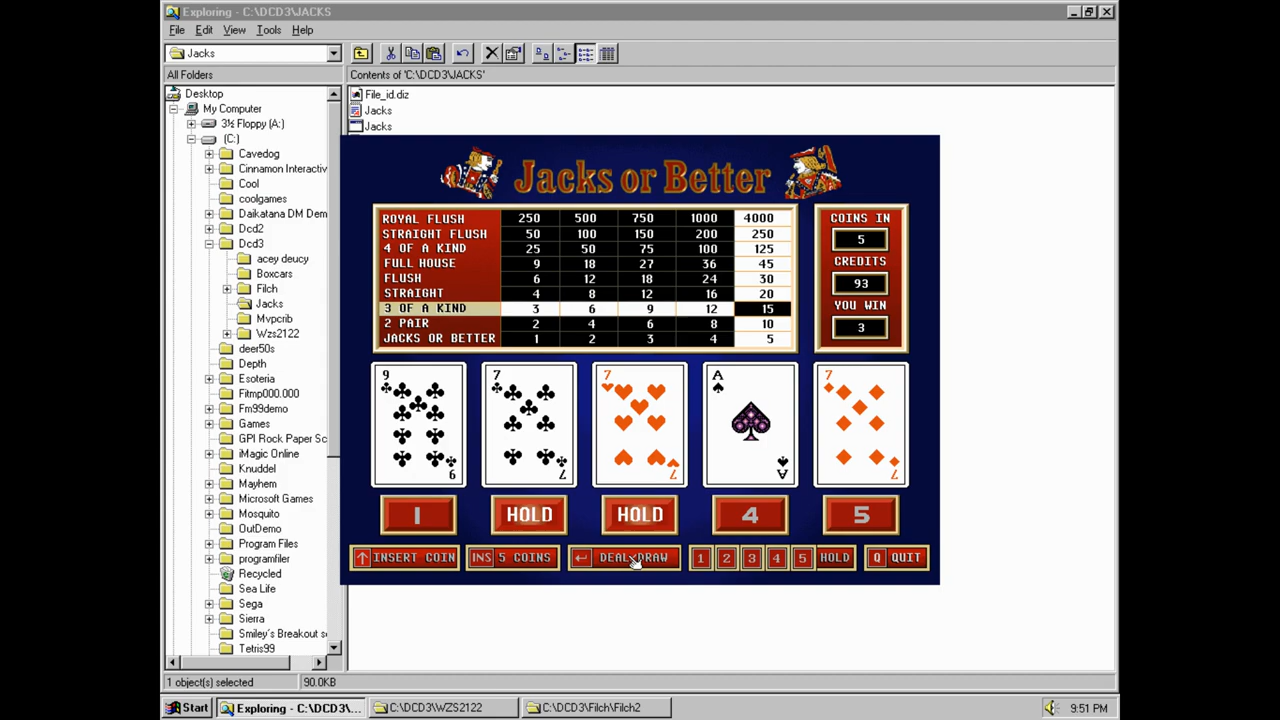 Exploring - C:\DCD3\JACKS
File Edit View Tools Help
Jacks
All Folders
Contents of 'C:\DCD3\JACKS'
Desktop
My Computer
3½ Floppy (A:)
(C:)
Cavedog
Cinnamon Interactiv
Cool
coolgames
Daikatana DM Dem
Dcd2
Dcd3
acey deucy
Boxcars
Filch
Jacks
Mvpcrib
Wzs2122
deer50s
Depth
Esoteria
Fitmp000.000
Fm99demo
Games
GPI Rock Paper Sc
iMagic Online
Knuddel
Mayhem
Microsoft Games
Mosquito
OutDemo
Program Files
programfiler
Recycled
Sea Life
Sega
Sierra
Smiley's Breakout s
Tetris99
File_id.diz
Jacks
Jacks
Jacks or Better
ROYAL FLUSH 250 500 750 1000 4000
STRAIGHT FLUSH 50 100 150 200 250
4 OF A KIND 25 50 75 100 125
FULL HOUSE 9 18 27 36 45
FLUSH 6 12 18 24 30
STRAIGHT 4 8 12 16 20
3 OF A KIND 3 6 9 12 15
2 PAIR 2 4 6 8 10
JACKS OR BETTER 1 2 3 4 5
COINS IN
5
CREDITS
93
YOU WIN
3
9 7 7 A 7
9 7 7 A 7
1 HOLD HOLD 4 5
INSERT COIN INS 5 COINS DEAL/DRAW 1 2 3 4 5 HOLD Q QUIT
1 object(s) selected 90.0KB
Start Exploring - C:\DCD3\... C:\DCD3\WZS2122 C:\DCD3\Filch\Filch2 9:51 PM